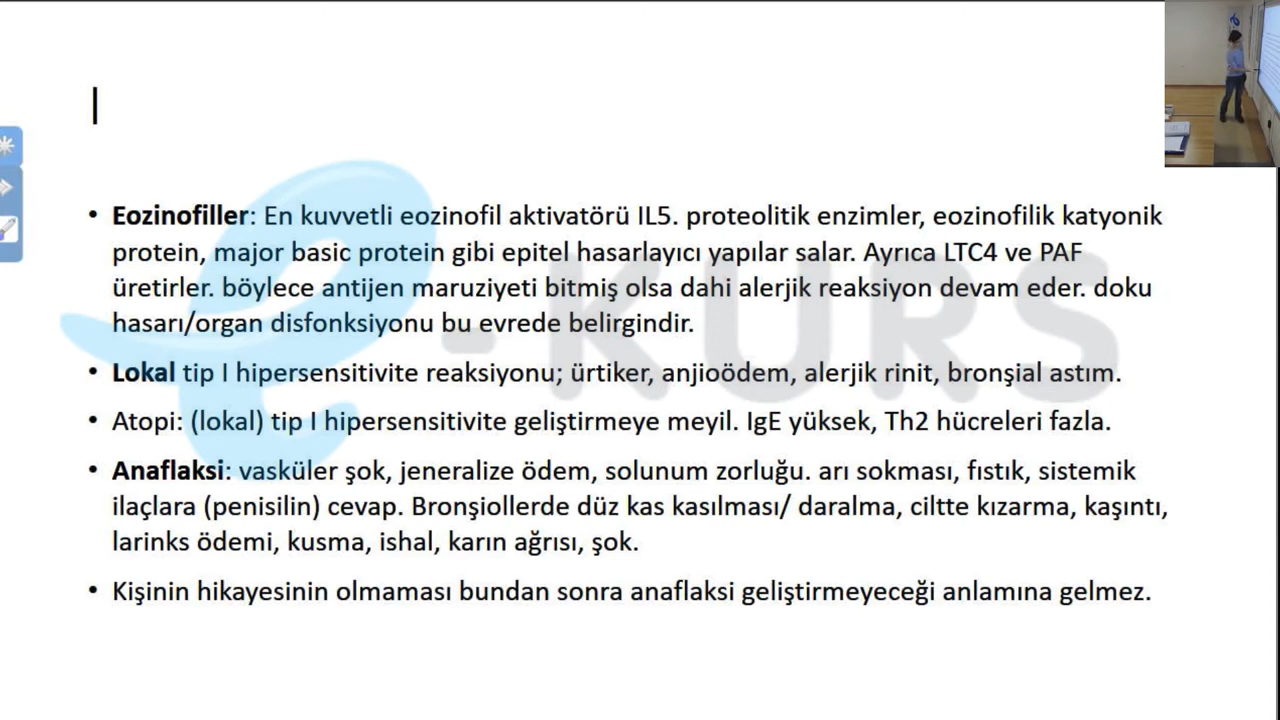 • Eozinofiller: En kuvvetli eozinofil aktivatörü IL5. proteolitik enzimler, eozinofilik katyonik
protein, major basic protein gibi epitel hasarlayıcı yapılar salar. Ayrıca LTC4 ve PAF
üretirler. böylece antijen maruziyeti bitmiş olsa dahi alerjik reaksiyon devam eder. doku
hasarı/organ disfonksiyonu bu evrede belirgindir.
• Lokal tip I hipersensitivite reaksiyonu; ürtiker, anjioödem, alerjik rinit, bronşial astım.
• Atopi: (lokal) tip I hipersensitivite geliştirmeye meyil. IgE yüksek, Th2 hücreleri fazla.
• Anaflaksi: vasküler şok, jeneralize ödem, solunum zorluğu. arı sokması, fıstık, sistemik
ilaçlara (penisilin) cevap. Bronşiollerde düz kas kasılması/ daralma, ciltte kızarma, kaşıntı,
larinks ödemi, kusma, ishal, karın ağrısı, şok.
• Kişinin hikayesinin olmaması bundan sonra anaflaksi geliştirmeyeceği anlamına gelmez.
e-KURS